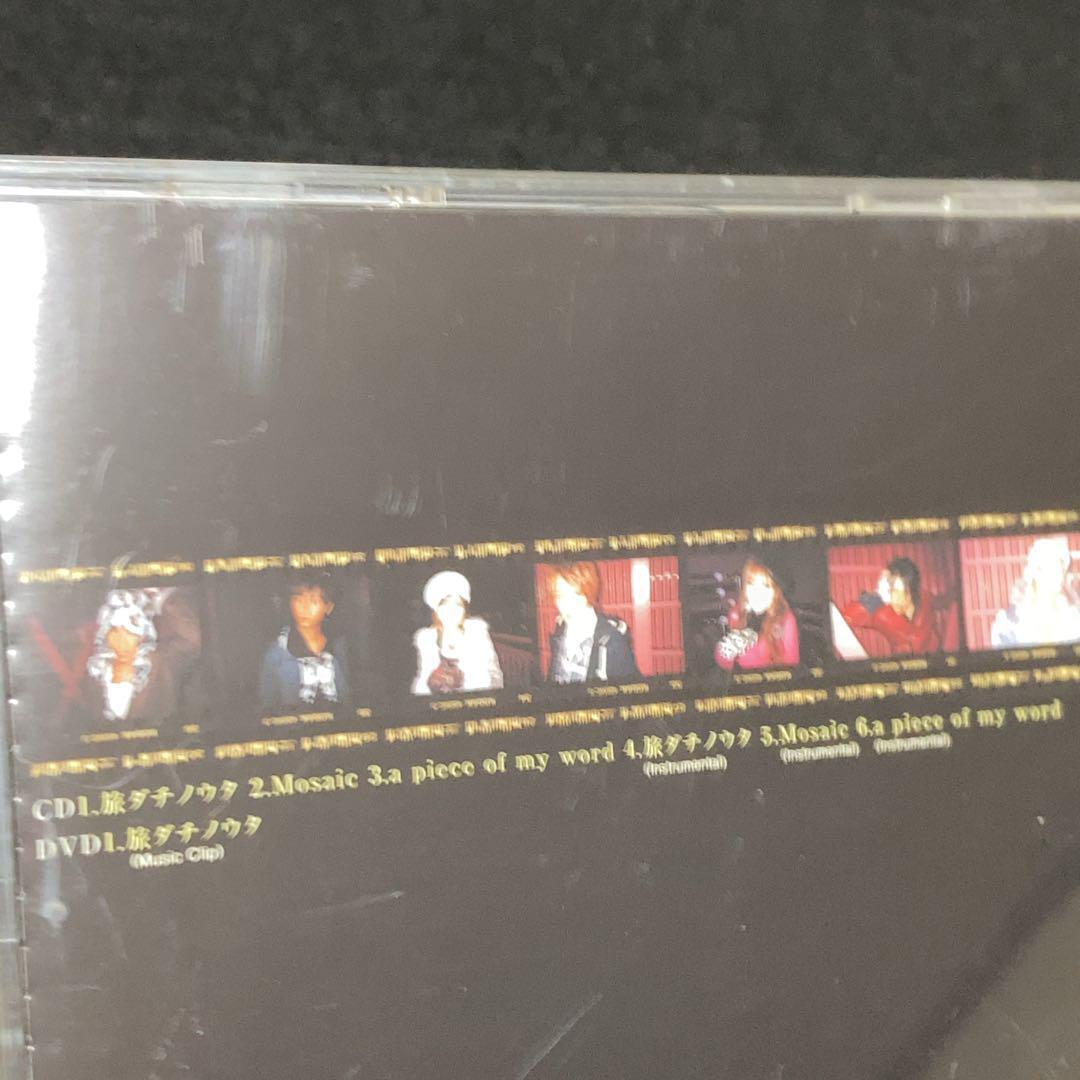 CD1.旅ダチノウタ 2.Mosaic 3.a piece of my word 4.旅ダチノウタ 5.Mosaic 6.a piece of my word
(Instrumental) (Instrumental) (Instrumental)
DVD1.旅ダチノウタ
(Music Clip)